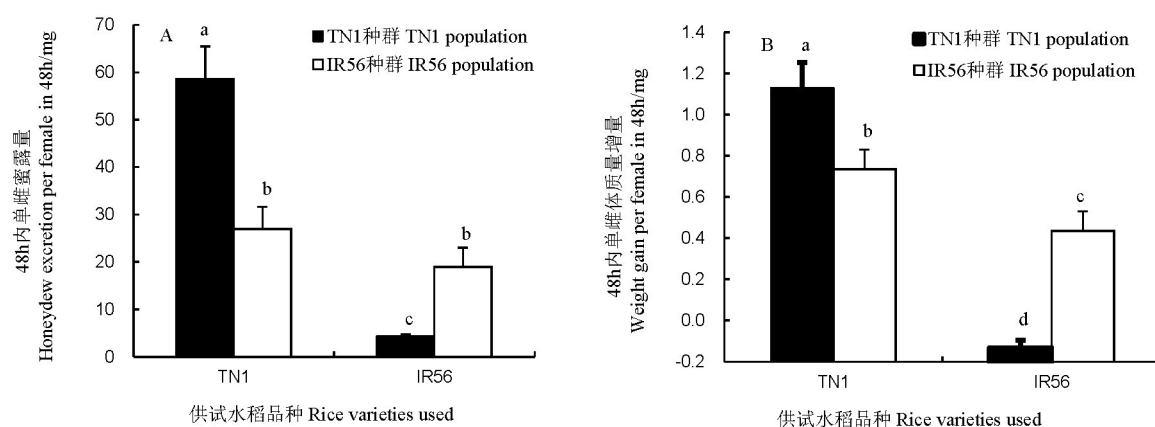 A
a
b
c
b
TN1种群 TN1 population
IR56种群 IR56 population
70
60
50
40
30
20
10
0
48h内单雌蜜露量
Honeydew excretion per female in 48h/mg
TN1
IR56
供试水稻品种 Rice varieties used
B
a
b
d
c
TN1种群 TN1 population
IR56种群 IR56 population
1.4
1.2
1.0
0.8
0.6
0.4
0.2
0.0
-0.2
48h内单雌体质量增量
Weight gain per female in 48h/mg
TN1
IR56
供试水稻品种 Rice varieties used